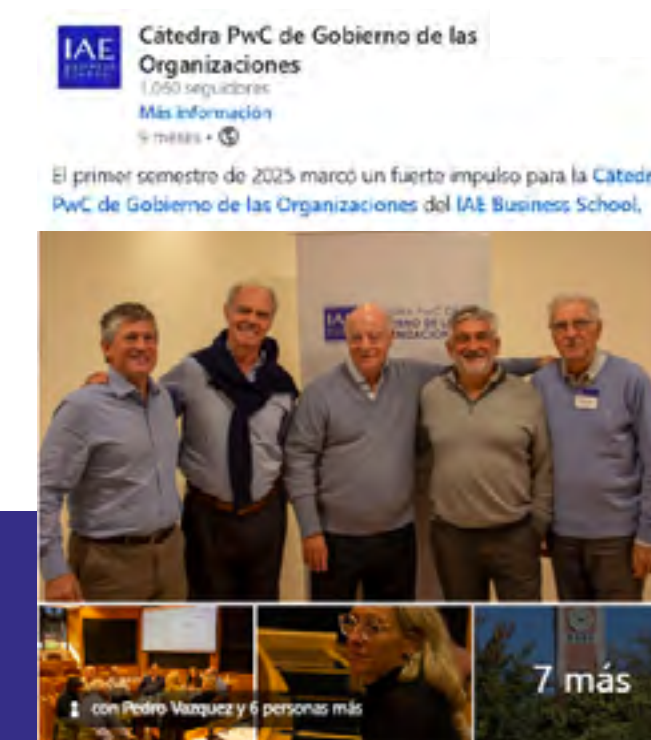 IAE
Cátedra PwC de Gobierno de las
Organizaciones
1.060 seguidores
Más información
9 meses •
El primer semestre de 2025 marcó un fuerte impulso para la Cátedr
PwC de Gobierno de las Organizaciones del IAE Business School.
con Pedro Vazquez y 6 personas más
7 más